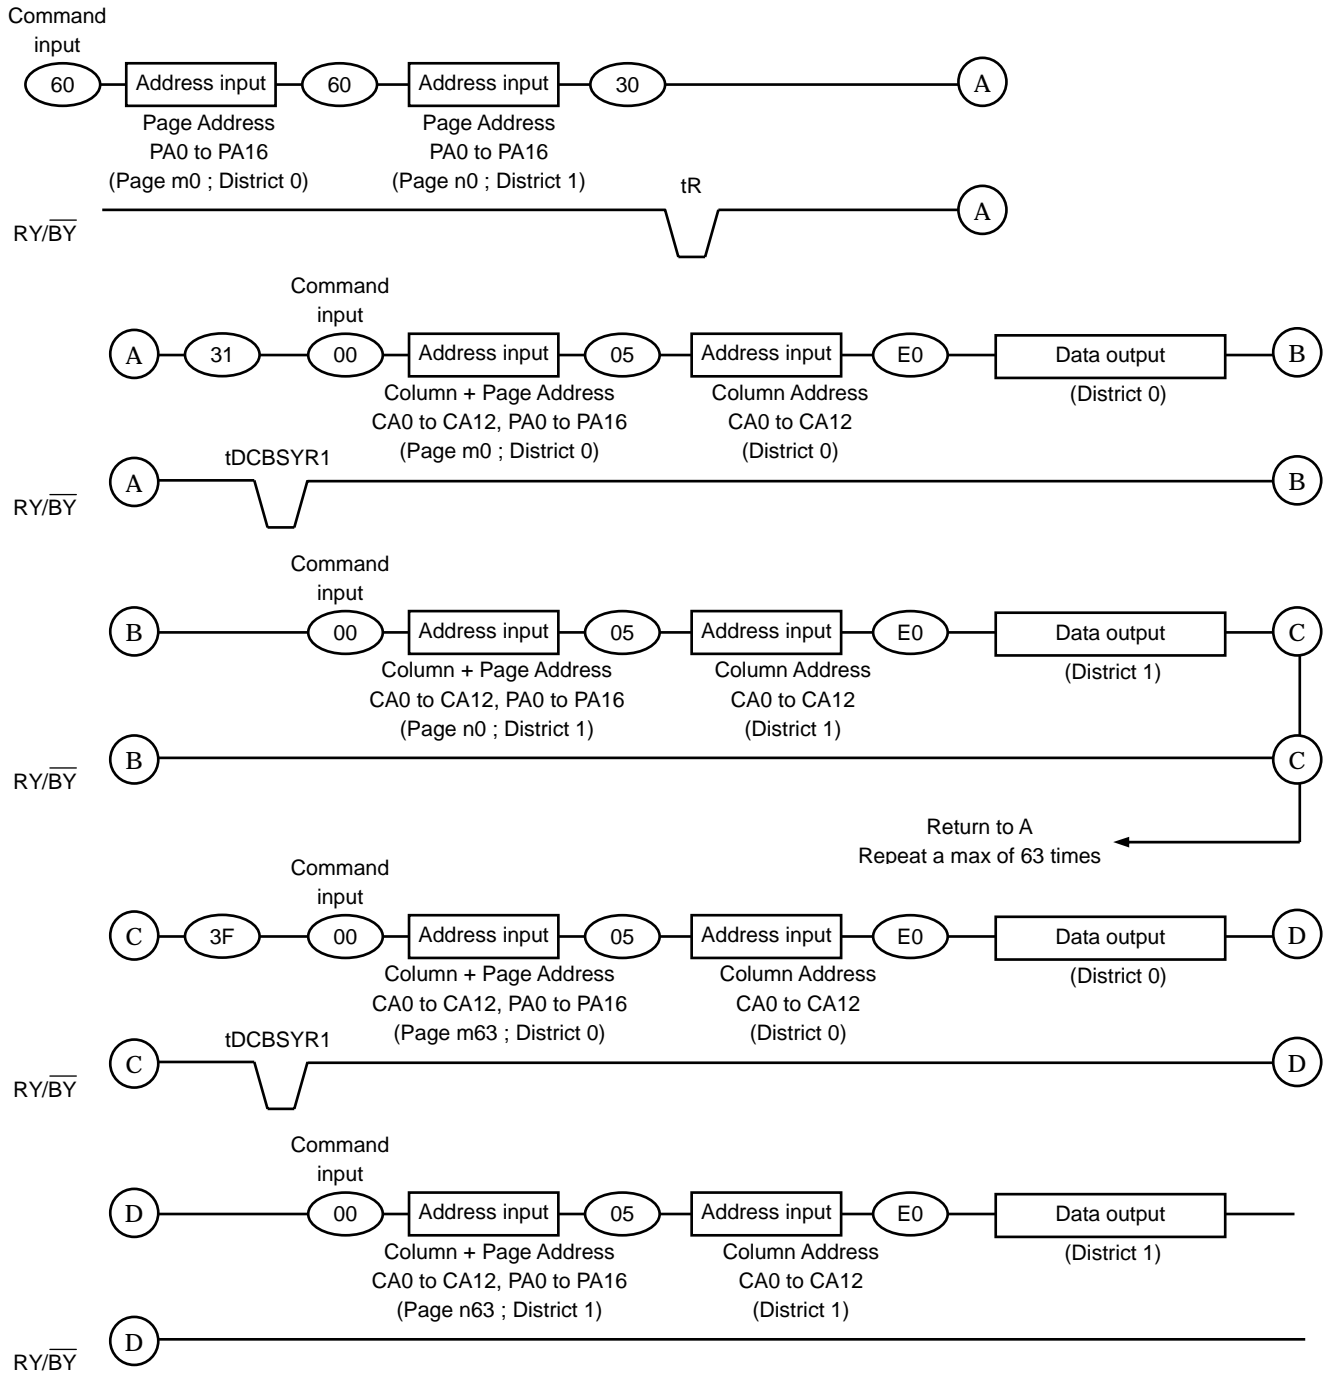 Command
input
60 Address input 60 Address input 30 A
Page Address Page Address
PA0 to PA16 PA0 to PA16
(Page m0 ; District 0) (Page n0 ; District 1)
tR
A
RY/BY
Command
input
A 31 00 Address input 05 Address input E0 Data output B
Column + Page Address Column Address (District 0)
CA0 to CA12, PA0 to PA16 CA0 to CA12
(Page m0 ; District 0) (District 0)
tDCBSYR1
A B
RY/BY
Command
input
B 00 Address input 05 Address input E0 Data output C
Column + Page Address Column Address (District 1)
CA0 to CA12, PA0 to PA16 CA0 to CA12
(Page n0 ; District 1) (District 1)
B C
RY/BY
Return to A
Repeat a max of 63 times
Command
input
C 3F 00 Address input 05 Address input E0 Data output D
Column + Page Address Column Address (District 0)
CA0 to CA12, PA0 to PA16 CA0 to CA12
(Page m63 ; District 0) (District 0)
tDCBSYR1
C D
RY/BY
Command
input
D 00 Address input 05 Address input E0 Data output
Column + Page Address Column Address (District 1)
CA0 to CA12, PA0 to PA16 CA0 to CA12
(Page n63 ; District 1) (District 1)
D
RY/BY